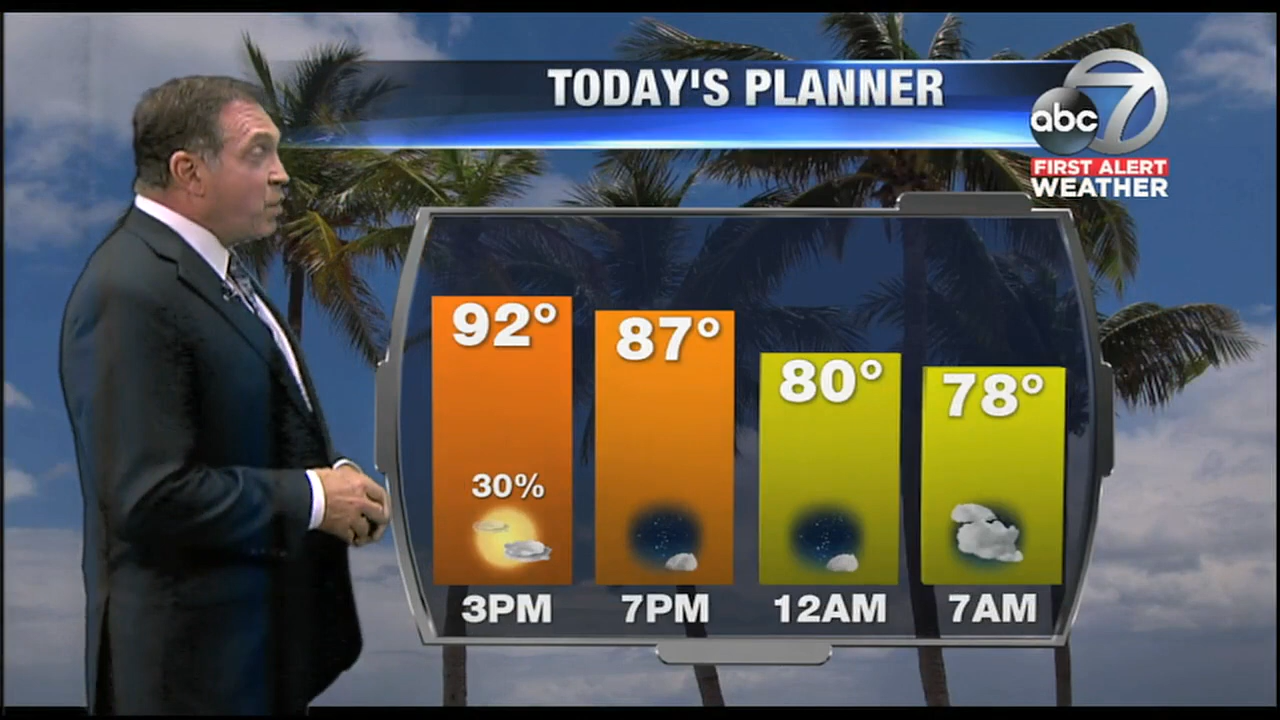 TODAY'S PLANNER
abc 7
FIRST ALERT
WEATHER
92° 87° 80° 78°
30%
3PM 7PM 12AM 7AM